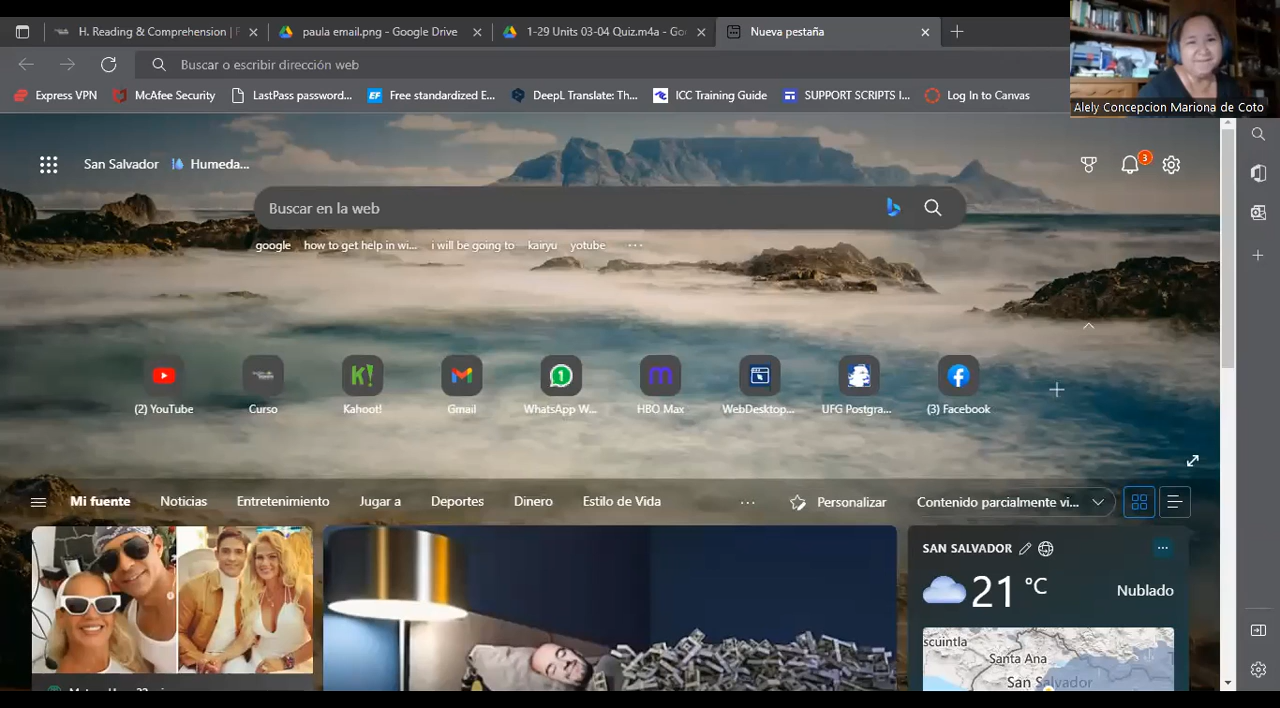 H. Reading & Comprehension | F
paula email.png - Google Drive
1-29 Units 03-04 Quiz.m4a - Go
Nueva pestaña
Buscar o escribir dirección web
Express VPN
McAfee Security
LastPass password...
Free standardized E...
DeepL Translate: Th...
ICC Training Guide
SUPPORT SCRIPTS I...
Log In to Canvas
Alely Concepcion Mariona de Coto
San Salvador
Humeda...
3
Buscar en la web
google
how to get help in wi...
i will be going to
kairyu
yotube
(2) YouTube
Curso
Kahoot!
Gmail
WhatsApp W...
HBO Max
WebDesktop...
UFG Postgra...
(3) Facebook
Mi fuente
Noticias
Entretenimiento
Jugar a
Deportes
Dinero
Estilo de Vida
Personalizar
Contenido parcialmente vi...
SAN SALVADOR
21 °C
Nublado
scuintla
Santa Ana
San Salvador